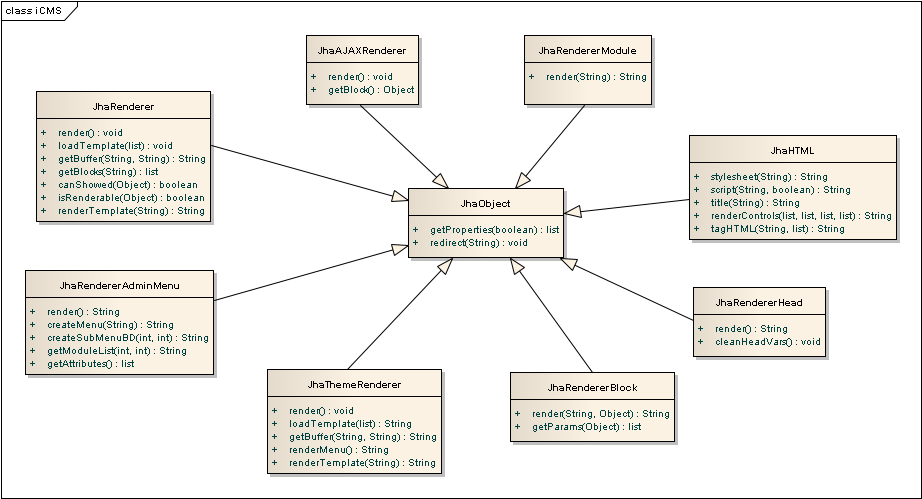 class iCMS
JhaAJAXRenderer
+ render() : void
+ getBlock() : Object
JhaRendererModule
+ render(String) : String
JhaRenderer
+ render() : void
+ loadTemplate(list) : void
+ getBuffer(String, String) : String
+ getBlocks(String) : list
+ canShowed(Object) : boolean
+ isRenderable(Object) : boolean
+ renderTemplate(String) : String
JhaHTML
+ stylesheet(String) : String
+ script(String, boolean) : String
+ title(String) : String
+ renderControls(list, list, list, list) : String
+ tagHTML(String, list) : String
JhaObject
+ getProperties(boolean) : list
+ redirect(String) : void
JhaRendererAdminMenu
+ render() : String
+ createMenu(String) : String
+ createSubMenuBD(int, int) : String
+ getModuleList(int, int) : String
+ getAttributes() : list
JhaRendererHead
+ render() : String
+ cleanHeadVars() : void
JhaThemeRenderer
+ render() : void
+ loadTemplate(list) : String
+ getBuffer(String, String) : String
+ renderMenu() : String
+ renderTemplate(String) : String
JhaRendererBlock
+ render(String, Object) : String
+ getParams(Object) : list